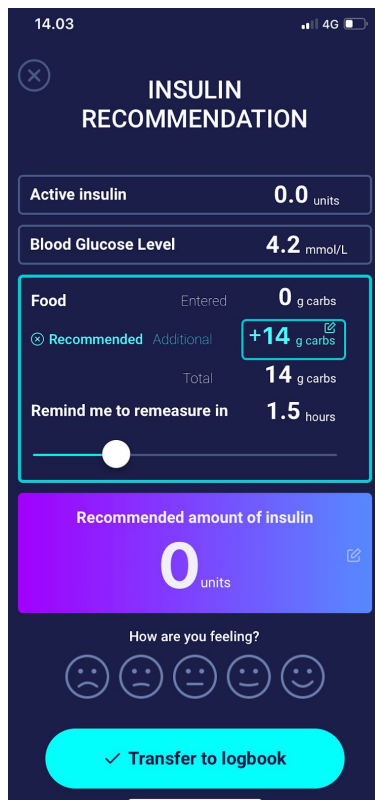 14.03 4G
INSULIN
RECOMMENDATION
Active insulin 0.0 units
Blood Glucose Level 4.2 mmol/L
Food Entered 0 g carbs
Recommended Additional +14 g carbs
Total 14 g carbs
Remind me to remeasure in 1.5 hours
Recommended amount of insulin
0 units
How are you feeling?
Transfer to logbook